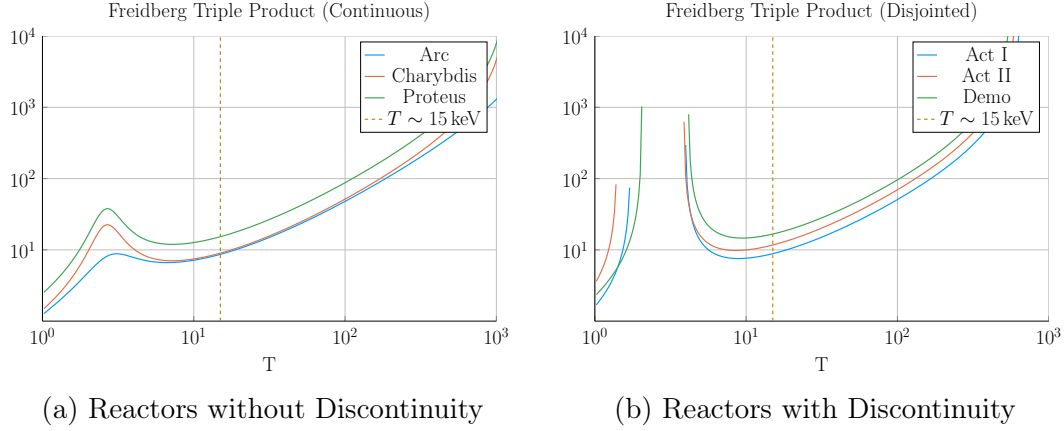 Freidberg Triple Product (Continuous)
10^4
10^3
10^2
10^1
10^0
10^1
10^2
10^3
T
Arc
Charybdis
Proteus
T ∼ 15 keV
(a) Reactors without Discontinuity
Freidberg Triple Product (Disjointed)
10^4
10^3
10^2
10^1
10^0
10^1
10^2
10^3
T
Act I
Act II
Demo
T ∼ 15 keV
(b) Reactors with Discontinuity